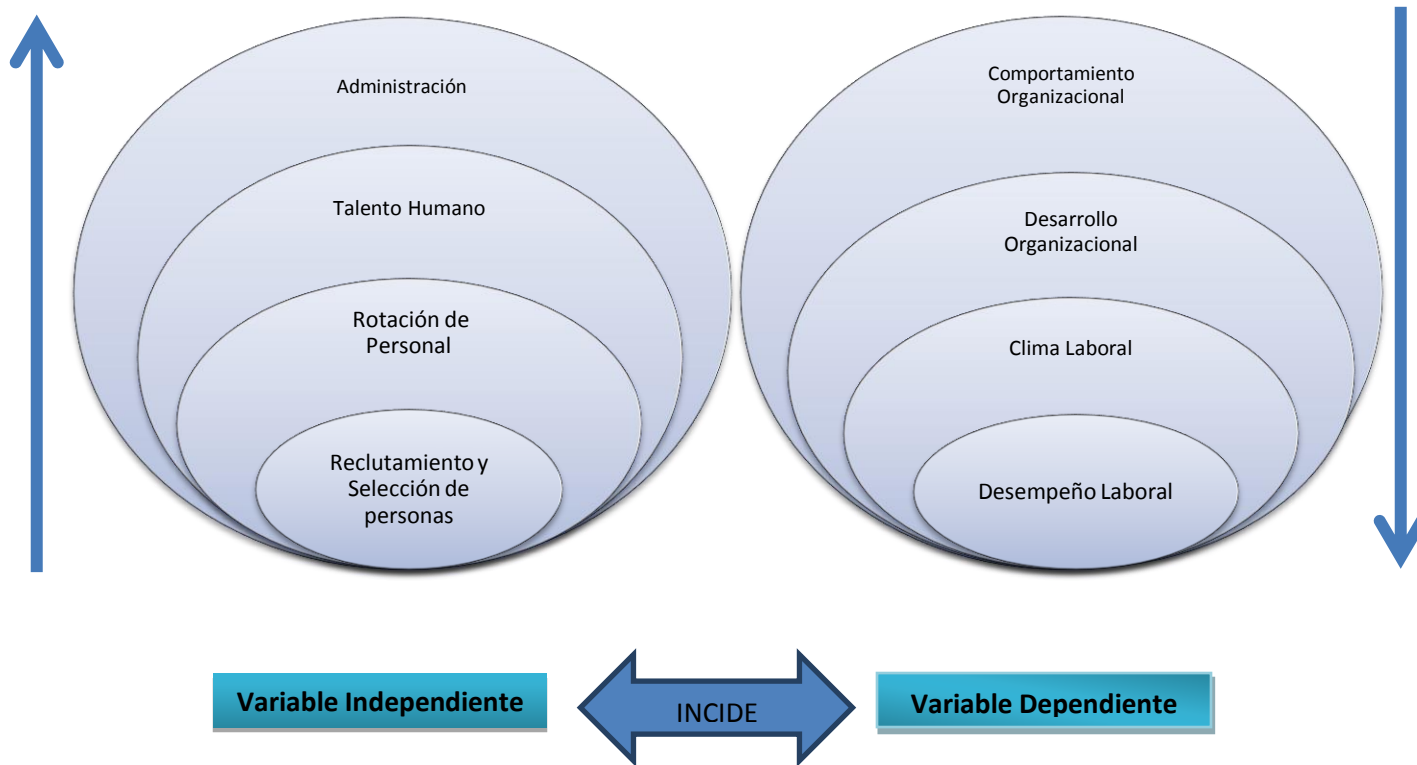 Administración
Talento Humano
Rotación de
Personal
Reclutamiento y
Selección de
personas
Comportamiento
Organizacional
Desarrollo
Organizacional
Clima Laboral
Desempeño Laboral
Variable Independiente
INCIDE
Variable Dependiente